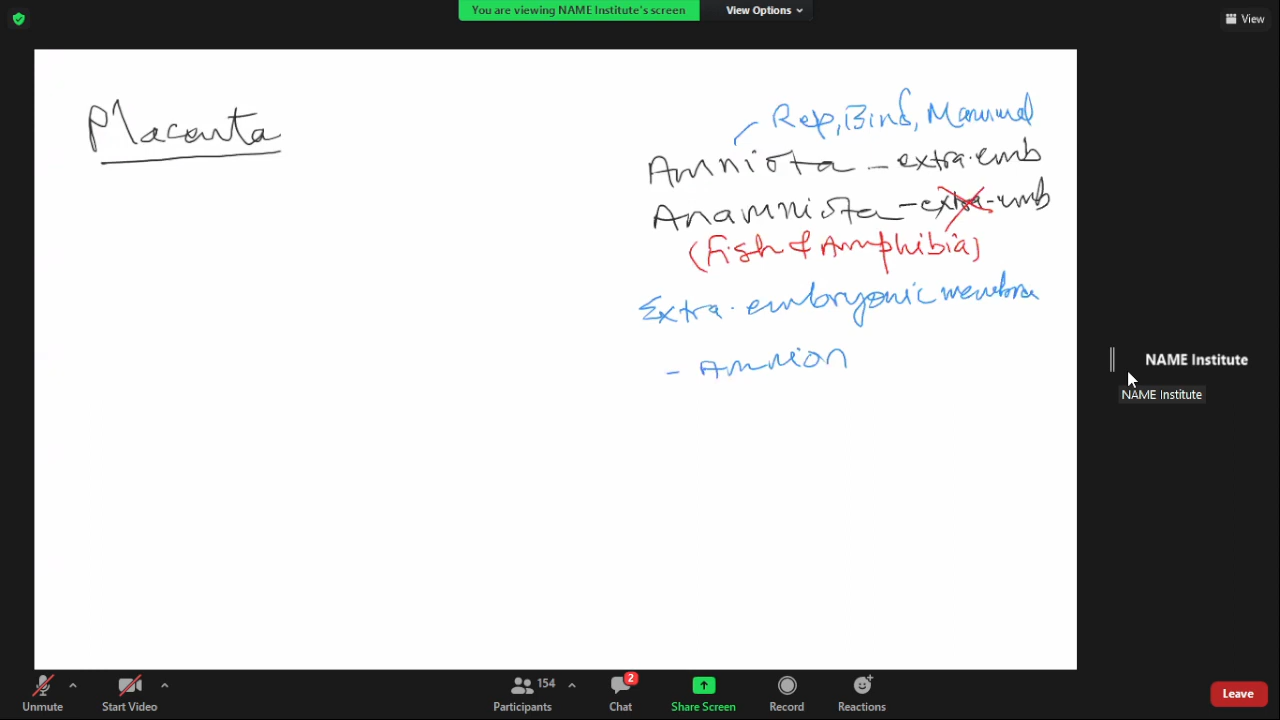 You are viewing NAME Institute's screen
View Options
View
Placenta
Rep, Bird, Mammal
Amniota - extra.emb
Anamniota - extra-emb
(Fish & Amphibia)
Extra.embryonic membra
- Amnion
NAME Institute
NAME Institute
Unmute
Start Video
154
Participants
2
Chat
Share Screen
Record
Reactions
Leave